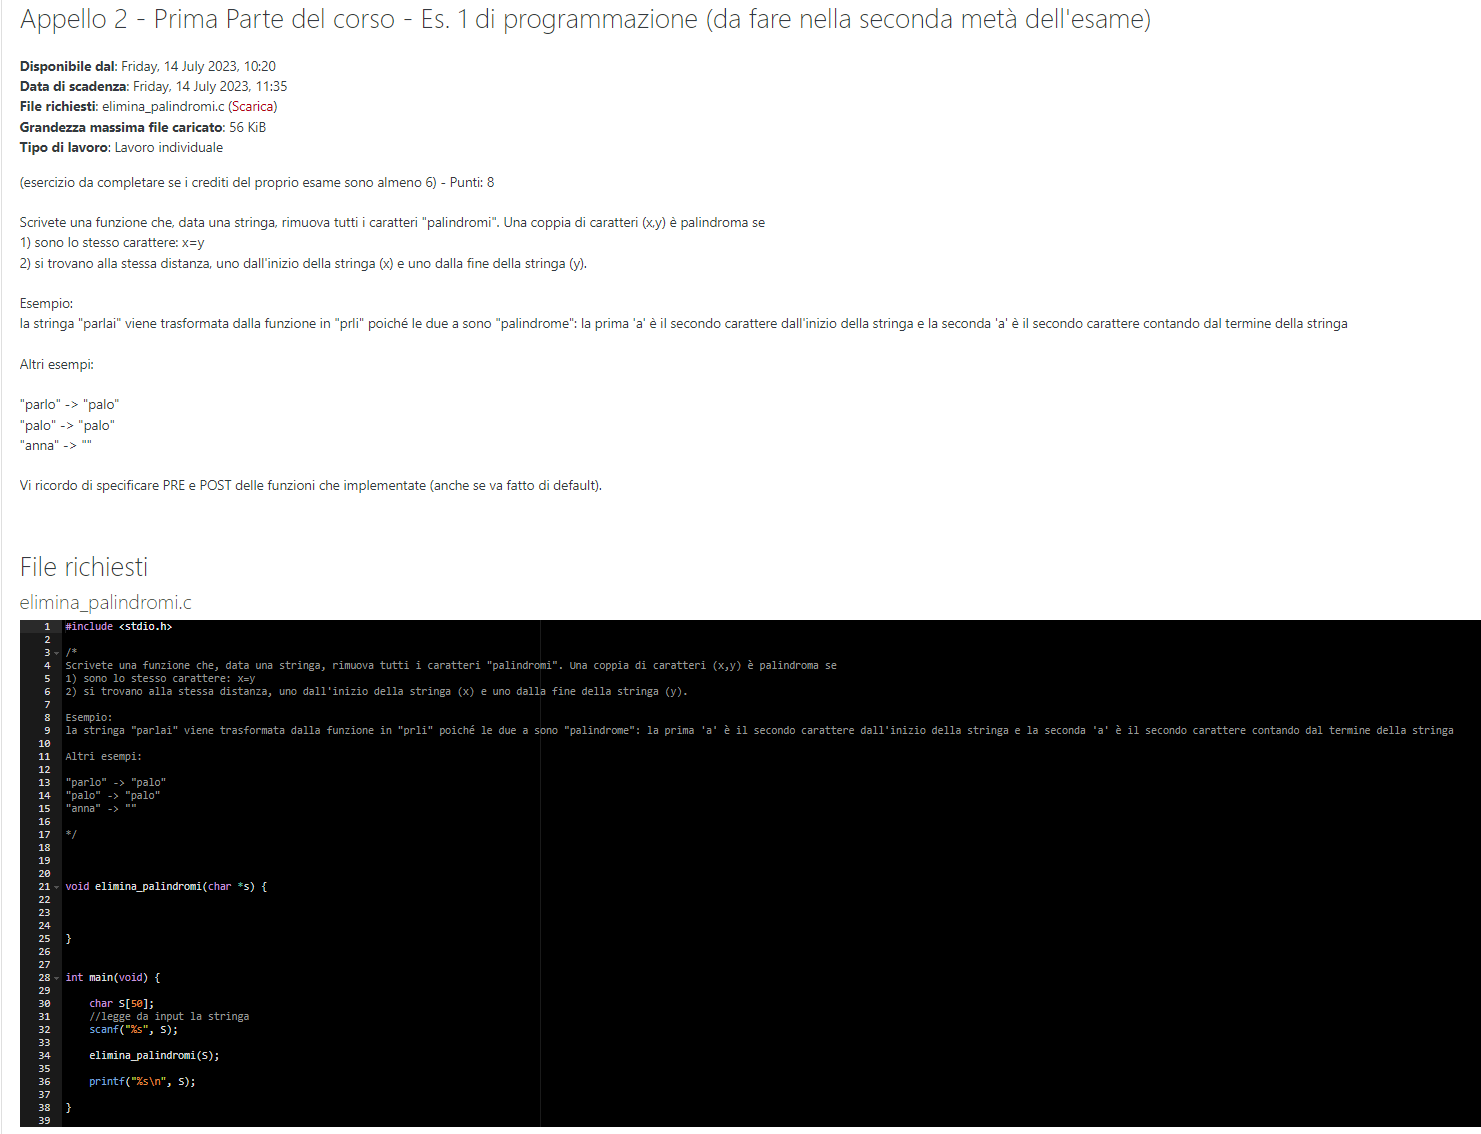 Appello 2 - Prima Parte del corso - Es. 1 di programmazione (da fare nella seconda metà dell'esame)
Disponibile dal: Friday, 14 July 2023, 10:20
Data di scadenza: Friday, 14 July 2023, 11:35
File richiesti: elimina_palindromi.c (Scarica)
Grandezza massima file caricato: 56 KiB
Tipo di lavoro: Lavoro individuale
(esercizio da completare se i crediti del proprio esame sono almeno 6) - Punti: 8
Scrivete una funzione che, data una stringa, rimuova tutti i caratteri "palindromi". Una coppia di caratteri (x,y) è palindroma se
1) sono lo stesso carattere: x=y
2) si trovano alla stessa distanza, uno dall'inizio della stringa (x) e uno dalla fine della stringa (y).
Esempio:
la stringa "parlai" viene trasformata dalla funzione in "prli" poiché le due a sono "palindrome": la prima 'a' è il secondo carattere dall'inizio della stringa e la seconda 'a' è il secondo carattere contando dal termine della stringa
Altri esempi:
"parlo" -> "palo"
"palo" -> "palo"
"anna" -> ""
Vi ricordo di specificare PRE e POST delle funzioni che implementate (anche se va fatto di default).
File richiesti
elimina_palindromi.c
1 #include <stdio.h>
2
3 /*
4 Scrivete una funzione che, data una stringa, rimuova tutti i caratteri "palindromi". Una coppia di caratteri (x,y) è palindroma se
5 1) sono lo stesso carattere: x=y
6 2) si trovano alla stessa distanza, uno dall'inizio della stringa (x) e uno dalla fine della stringa (y).
7
8 Esempio:
9 la stringa "parlai" viene trasformata dalla funzione in "prli" poiché le due a sono "palindrome": la prima 'a' è il secondo carattere dall'inizio della stringa e la seconda 'a' è il secondo carattere contando dal termine della stringa
10
11 Altri esempi:
12
13 "parlo" -> "palo"
14 "palo" -> "palo"
15 "anna" -> ""
16
17 */
18
19
20
21 void elimina_palindromi(char *s) {
22
23
24
25 }
26
27
28 int main(void) {
29
30 char S[50];
31 //legge da input la stringa
32 scanf("%s", S);
33
34 elimina_palindromi(S);
35
36 printf("%s\n", S);
37
38 }
39